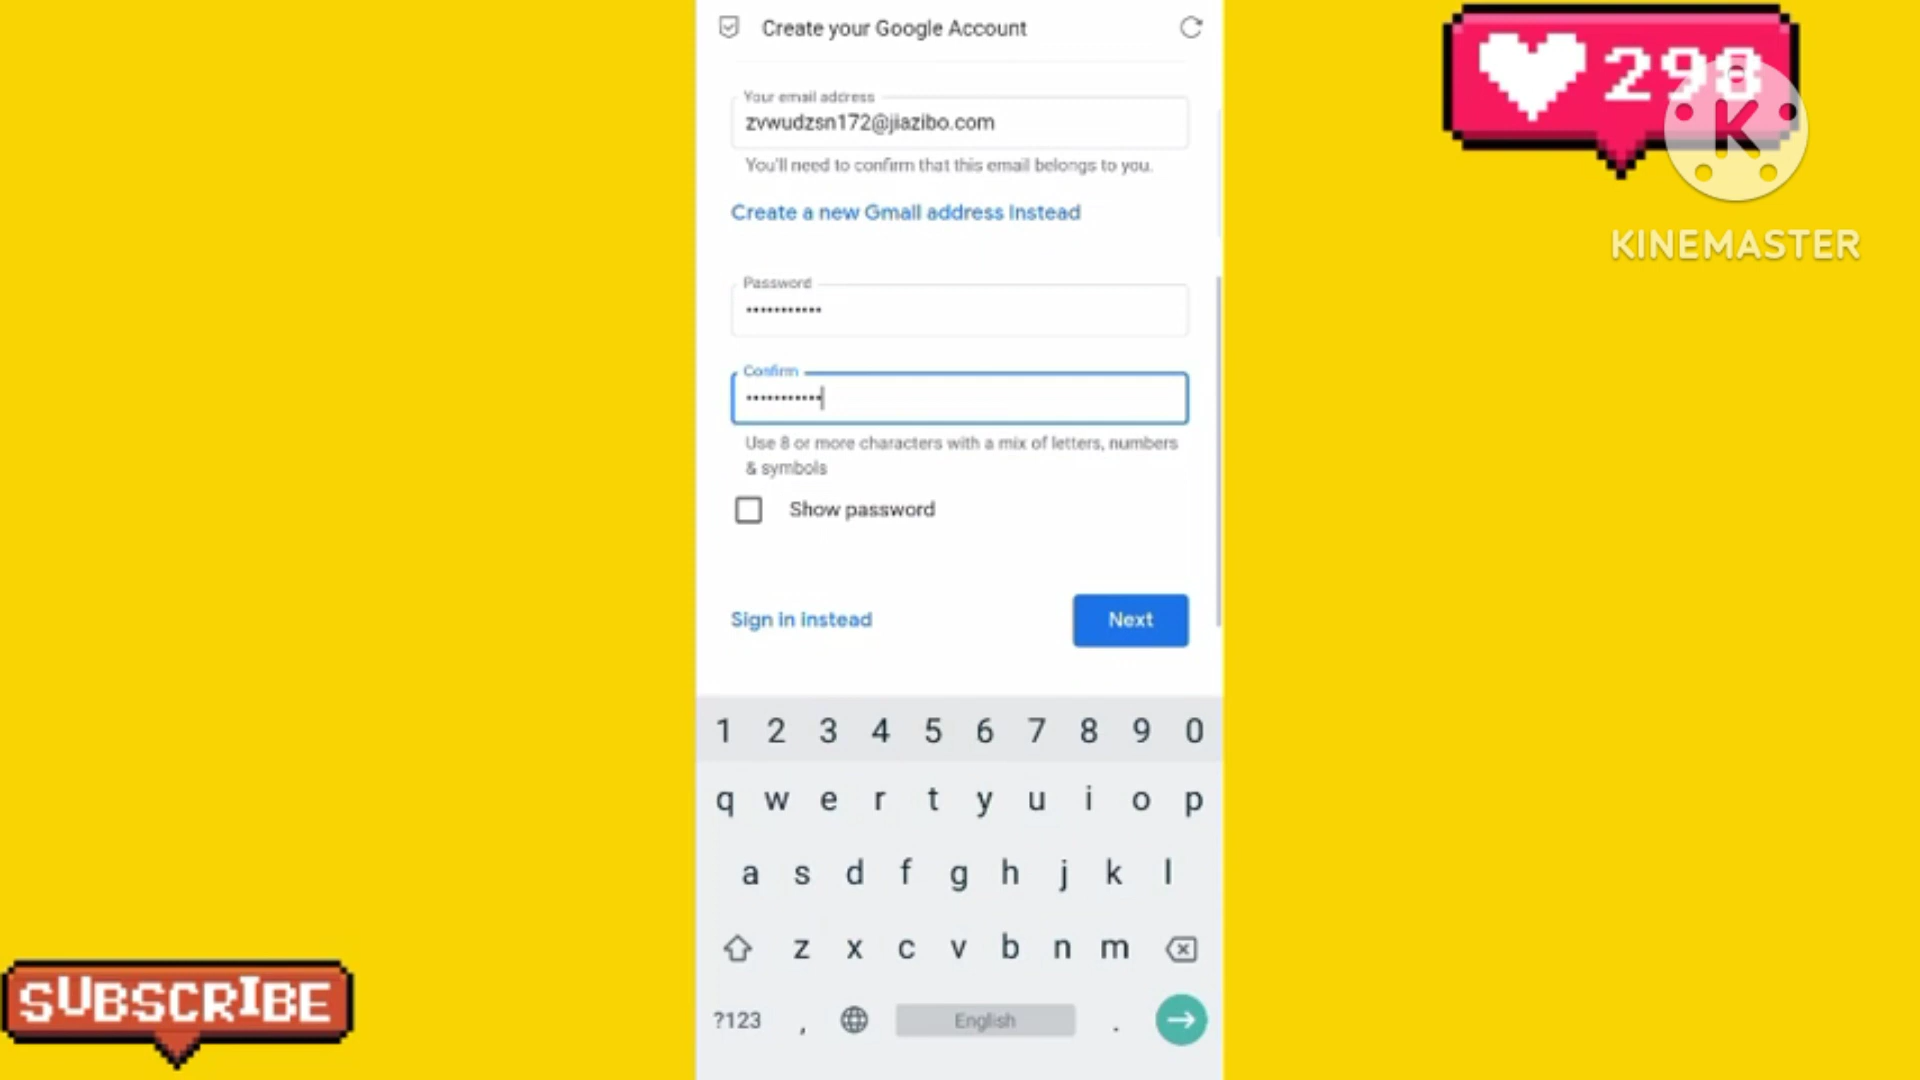 Create your Google Account
298
Your email address
zvwudzsn172@jiazibo.com
You'll need to confirm that this email belongs to you.
K
KINEMASTER
Create a new Gmail address instead
Password
•••••••••••
Confirm
•••••••••••
Use 8 or more characters with a mix of letters, numbers
& symbols
Show password
Sign in instead
Next
1 2 3 4 5 6 7 8 9 0
q w e r t y u i o p
a s d f g h j k l
z x c v b n m
?123 , English .
SUBSCRIBE